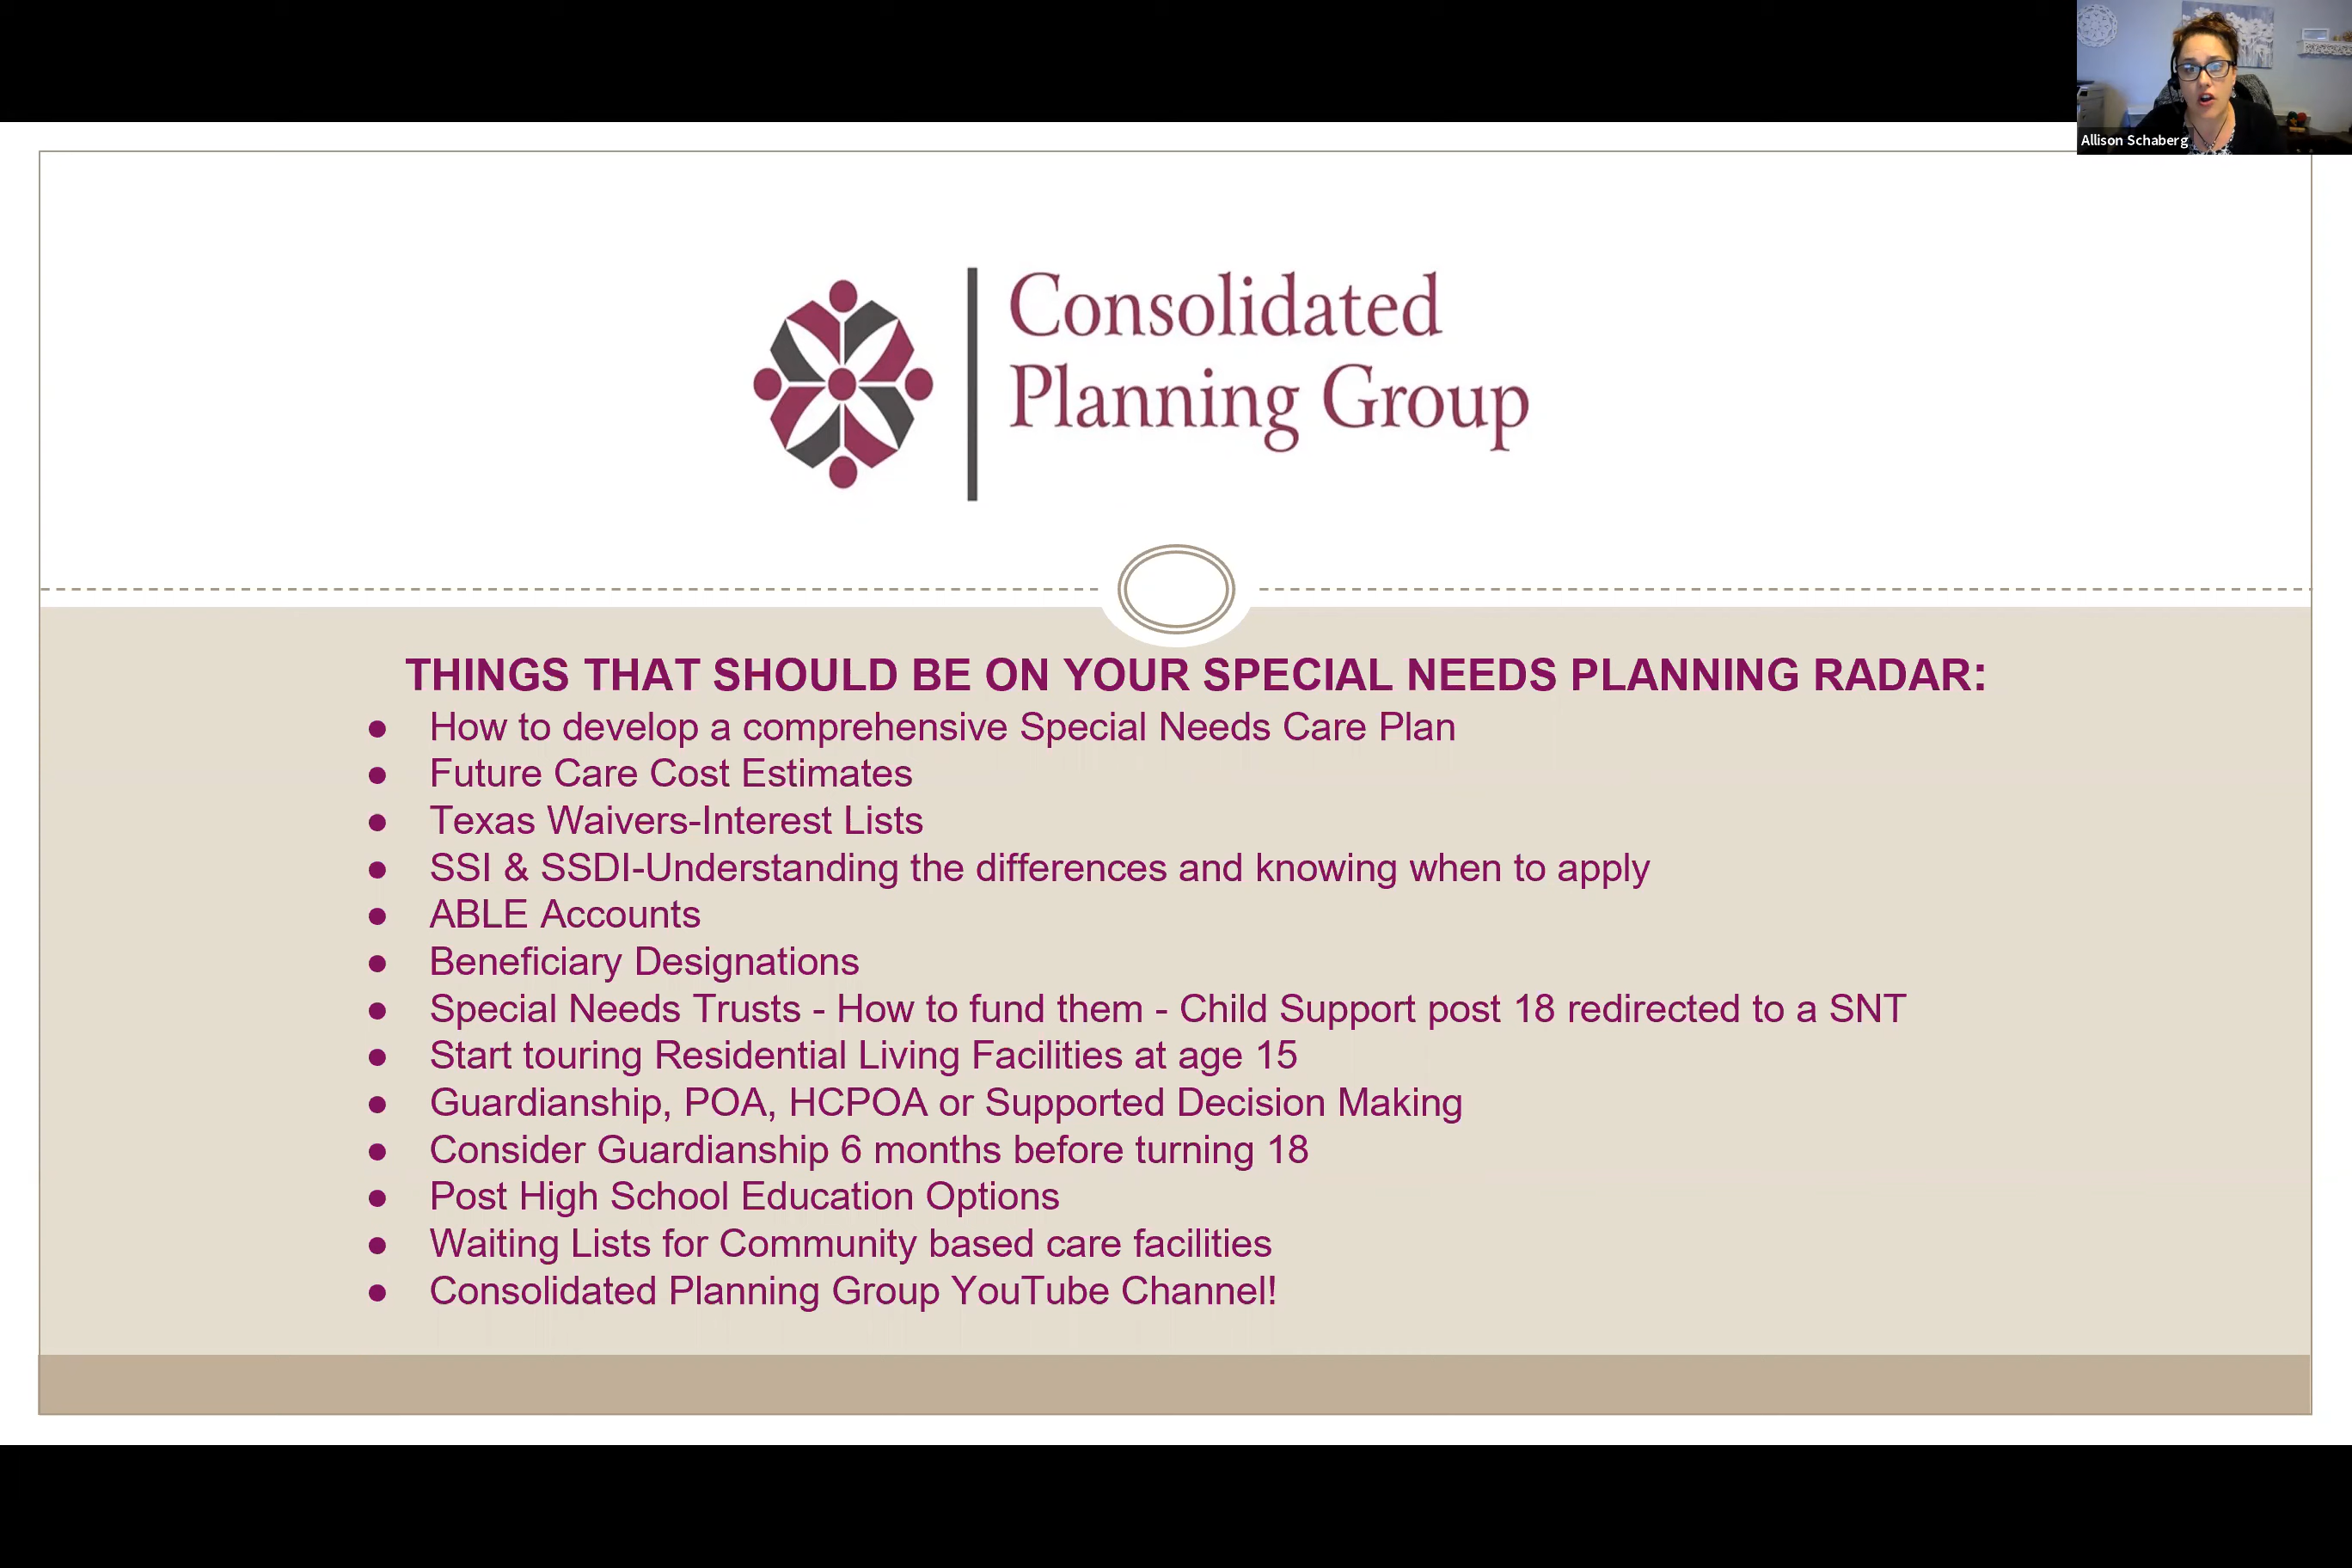 Allison Schaberg
Consolidated
Planning Group
THINGS THAT SHOULD BE ON YOUR SPECIAL NEEDS PLANNING RADAR:
● How to develop a comprehensive Special Needs Care Plan
● Future Care Cost Estimates
● Texas Waivers-Interest Lists
● SSI & SSDI-Understanding the differences and knowing when to apply
● ABLE Accounts
● Beneficiary Designations
● Special Needs Trusts - How to fund them - Child Support post 18 redirected to a SNT
● Start touring Residential Living Facilities at age 15
● Guardianship, POA, HCPOA or Supported Decision Making
● Consider Guardianship 6 months before turning 18
● Post High School Education Options
● Waiting Lists for Community based care facilities
● Consolidated Planning Group YouTube Channel!